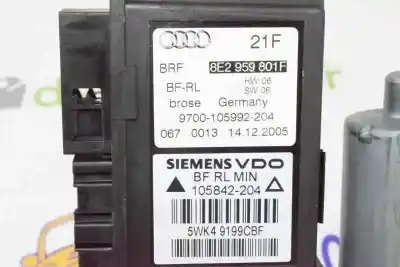 21F
BRF 8E2 959 801F
BF-RL HW·06
SW·06
brose Germany
9700-105992-204
067 0013 14.12.2005
SIEMENS VDO
BF RL MIN
105842-204
5WK4 9199CBF